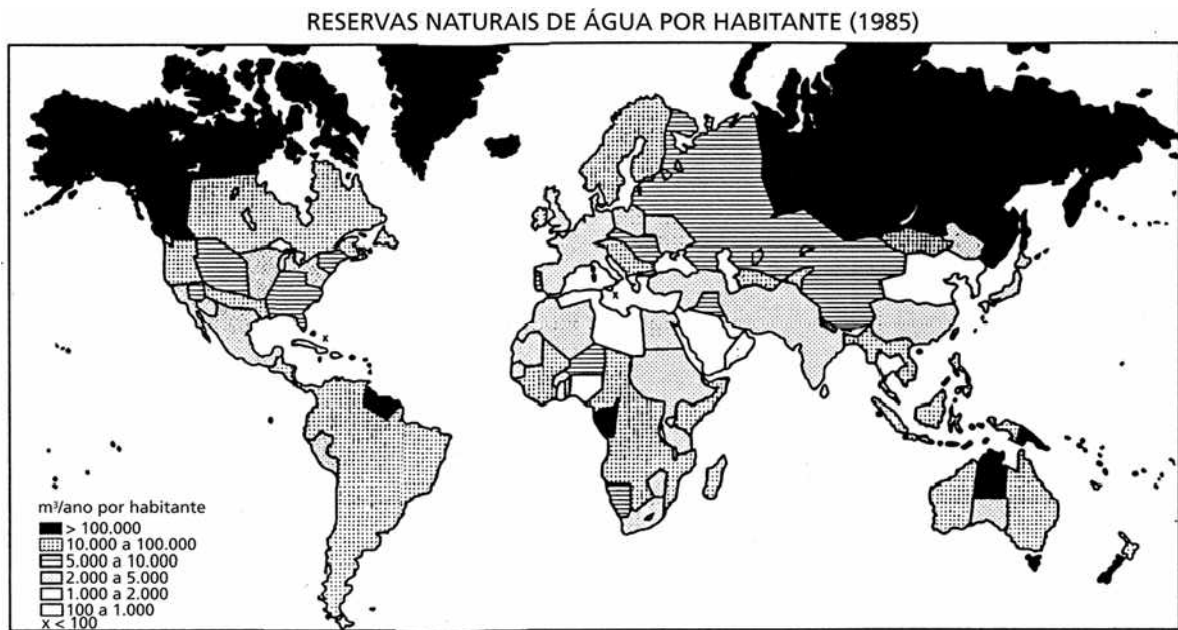 RESERVAS NATURAIS DE ÁGUA POR HABITANTE (1985)
m³/ano por habitante
> 100.000
10.000 a 100.000
5.000 a 10.000
2.000 a 5.000
1.000 a 2.000
100 a 1.000
x < 100
x
x